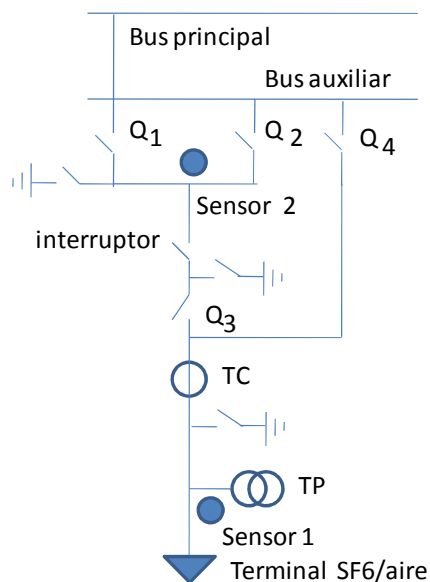 Bus principal
Bus auxiliar
Q1
Q2
Q4
Sensor 2
interruptor
Q3
TC
TP
Sensor 1
Terminal SF6/aire